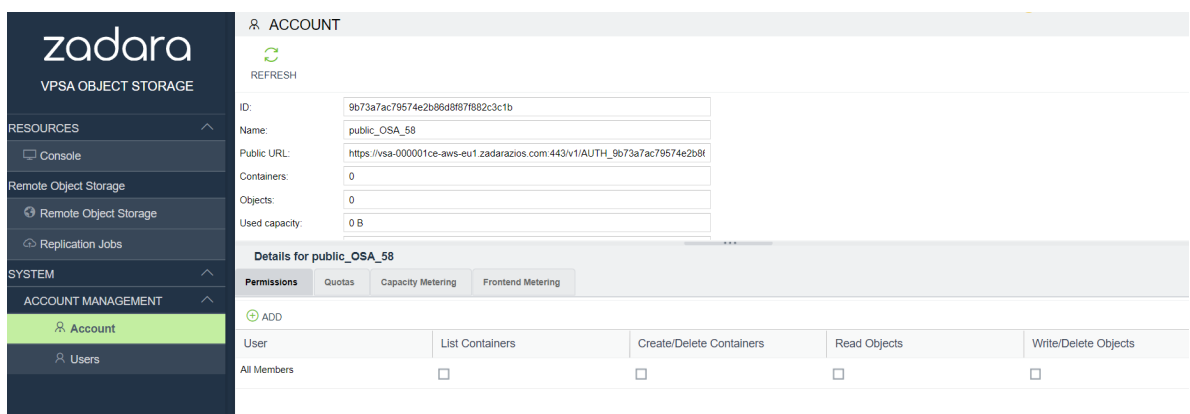 zadara
VPSA OBJECT STORAGE
RESOURCES
Console
Remote Object Storage
Remote Object Storage
Replication Jobs
SYSTEM
ACCOUNT MANAGEMENT
Account
Users
ACCOUNT
REFRESH
ID: 9b73a7ac79574e2b86d8f87f882c3c1b
Name: public_OSA_58
Public URL: https://vsa-000001ce-aws-eu1.zadarazios.com:443/v1/AUTH_9b73a7ac79574e2b86
Containers: 0
Objects: 0
Used capacity: 0 B
Details for public_OSA_58
Permissions Quotas Capacity Metering Frontend Metering
ADD
User List Containers Create/Delete Containers Read Objects Write/Delete Objects
All Members